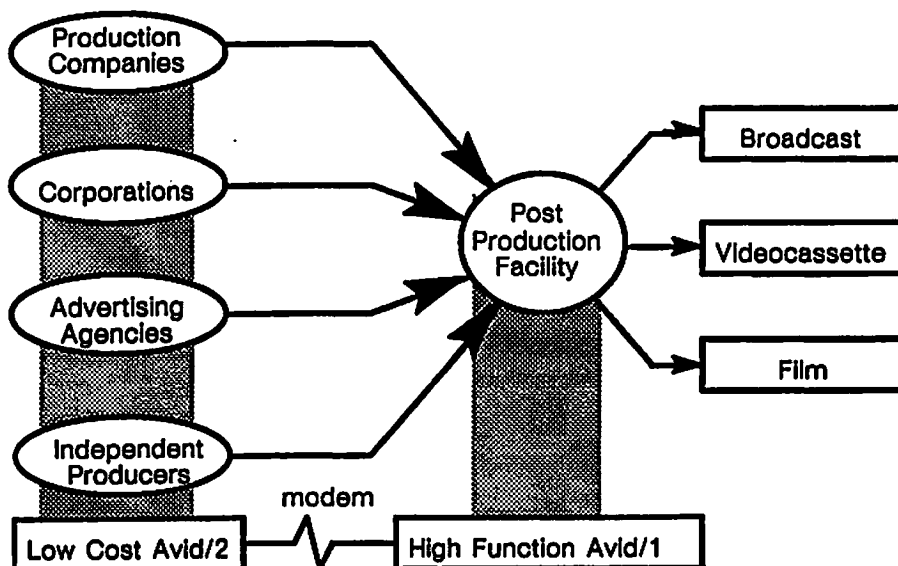 Production
Companies
Corporations
Advertising
Agencies
Independent
Producers
Post
Production
Facility
Broadcast
Videocassette
Film
modem
Low Cost Avid/2
High Function Avid/1